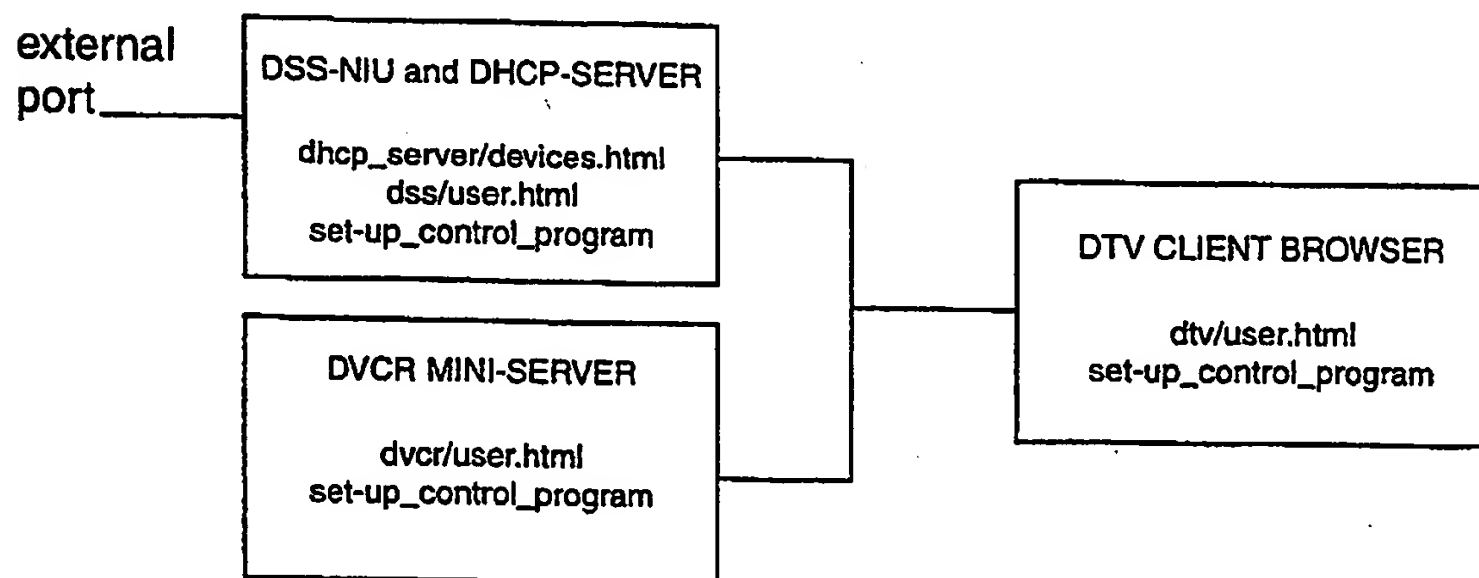 external
port
DSS-NIU and DHCP-SERVER
dhcp_server/devices.html
dss/user.html
set-up_control_program
DVCR MINI-SERVER
dvcr/user.html
set-up_control_program
DTV CLIENT BROWSER
dtv/user.html
set-up_control_program